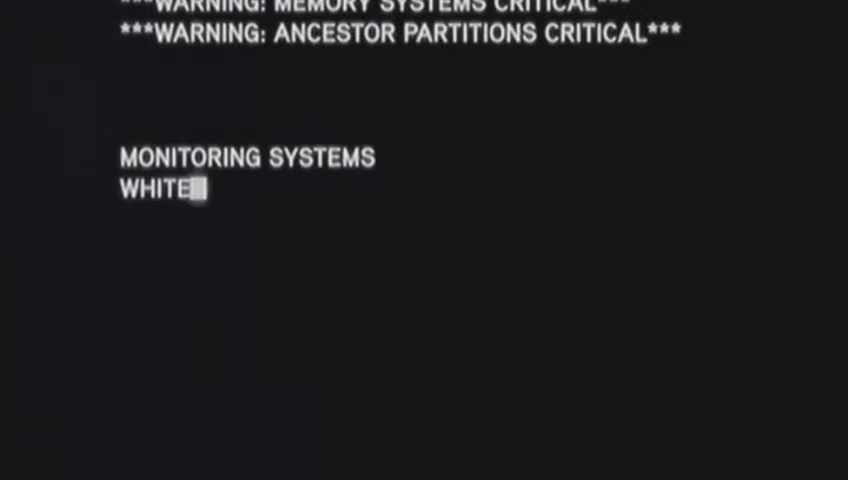 ***WARNING: MEMORY SYSTEMS CRITICAL***
***WARNING: ANCESTOR PARTITIONS CRITICAL***
MONITORING SYSTEMS
WHITE